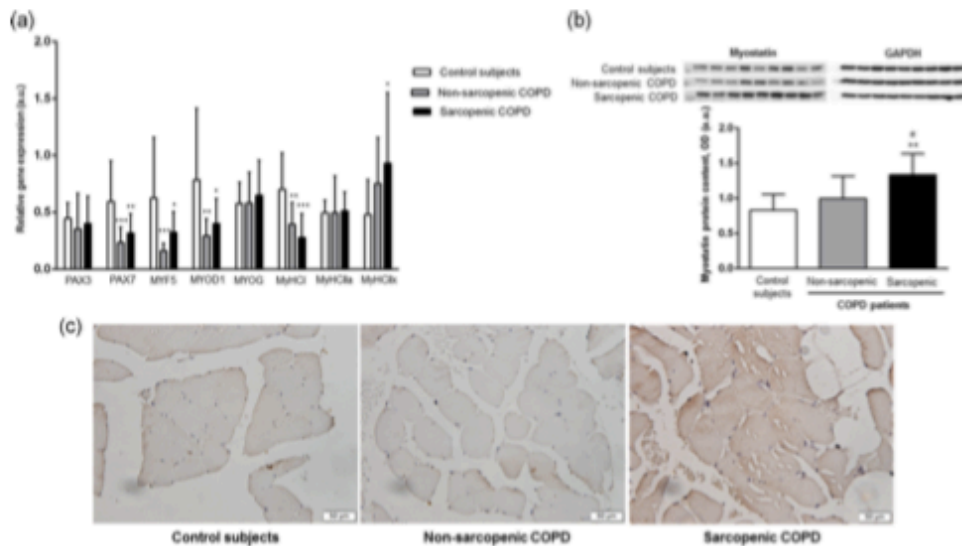 (a)
2.0
1.5
1.0
0.5
0.0
Relative gene expression (a.u.)
PAX3 PAX7 MYF5 MYOD1 MYOG MyHCI MyHCIIa MyHCIIx
*** ** *** * ** * ** ***
Control subjects
Non-sarcopenic COPD
Sarcopenic COPD
(b)
Myostatin GAPDH
Control subjects
Non-sarcopenic COPD
Sarcopenic COPD
Myostatin protein content, OD (a.u.)
2.0
1.5
1.0
0.5
0.0
#
**
Control subjects
Non-sarcopenic Sarcopenic
COPD patients
(c)
Control subjects Non-sarcopenic COPD Sarcopenic COPD